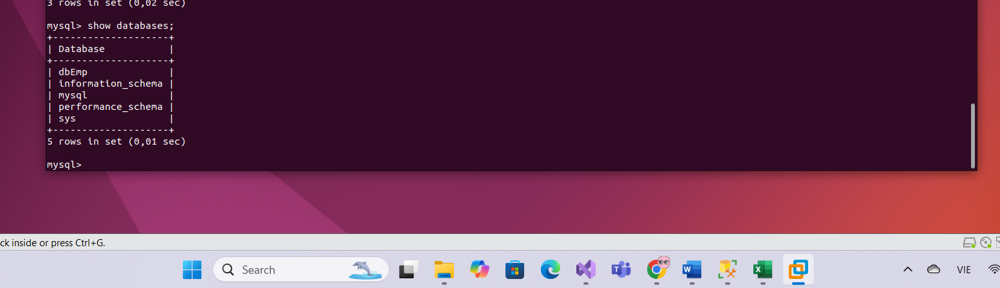 3 rows in set (0,02 sec)
mysql> show databases;
+--------------------+
| Database           |
+--------------------+
| dbEmp              |
| information_schema |
| mysql              |
| performance_schema |
| sys                |
+--------------------+
5 rows in set (0,01 sec)
mysql>
ck inside or press Ctrl+G.
Search
VIE